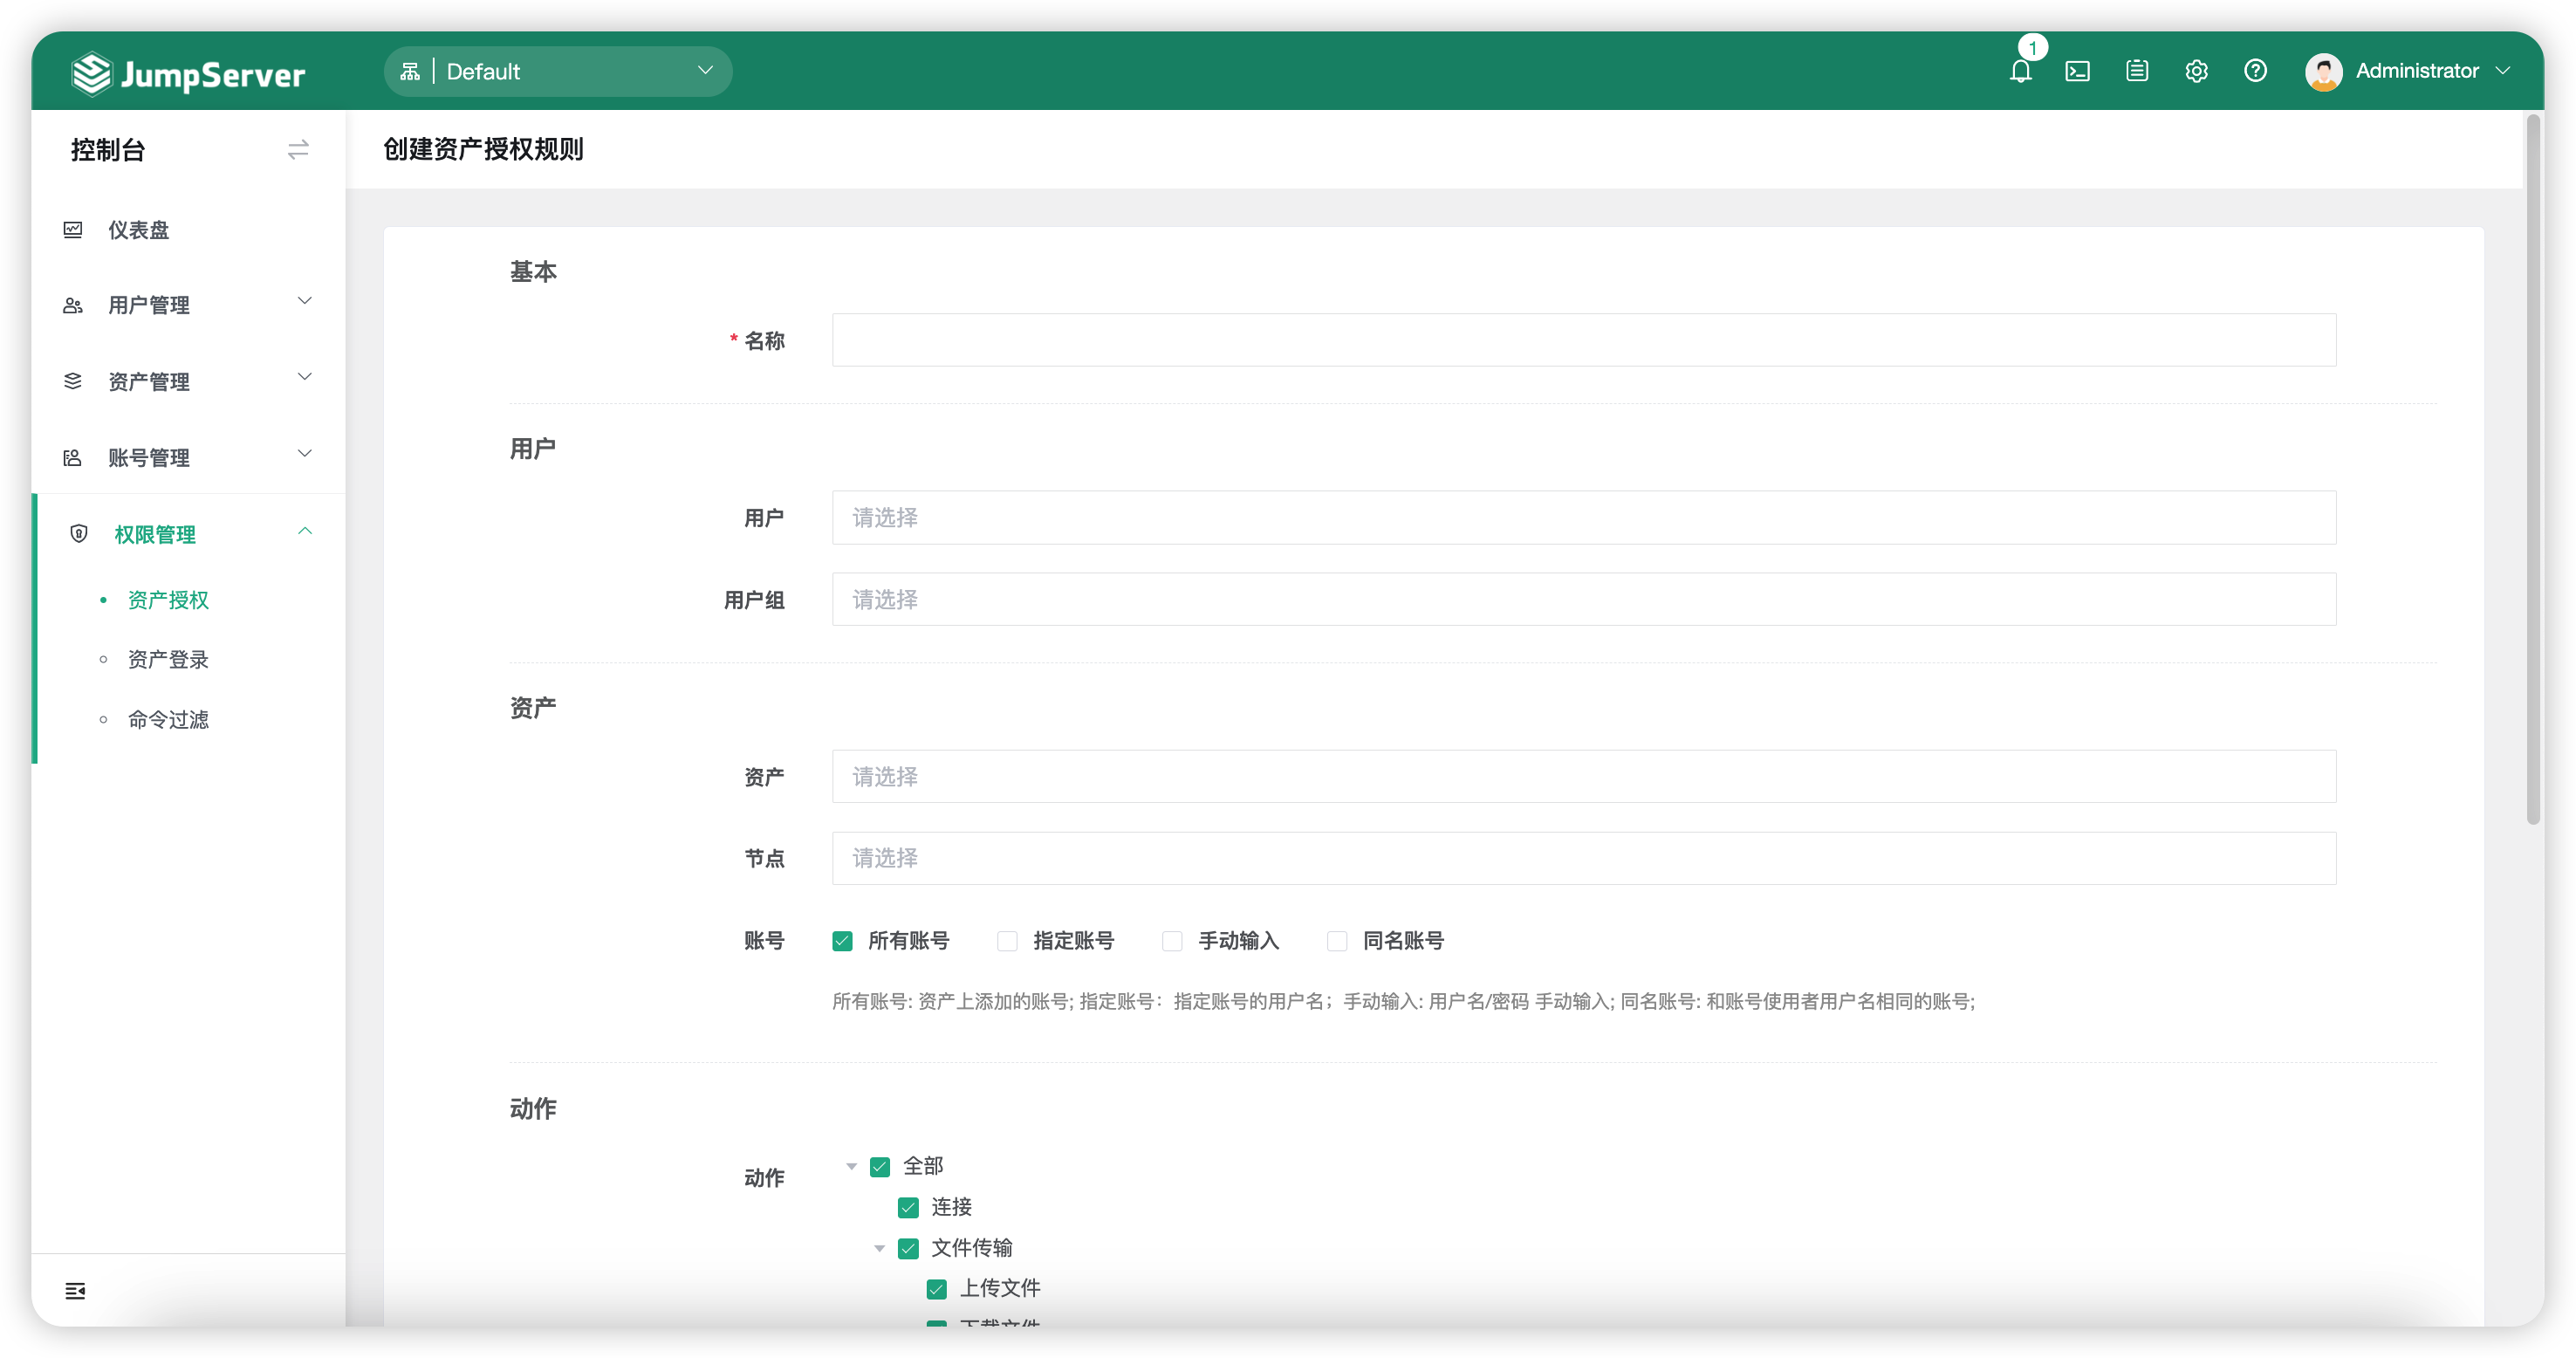 JumpServer
Default
1
Administrator
控制台
创建资产授权规则
仪表盘
用户管理
资产管理
账号管理
权限管理
资产授权
资产登录
命令过滤
基本
* 名称
用户
用户 请选择
用户组 请选择
资产
资产 请选择
节点 请选择
账号 所有账号 指定账号 手动输入 同名账号
所有账号: 资产上添加的账号; 指定账号：指定账号的用户名；手动输入: 用户名/密码 手动输入; 同名账号: 和账号使用者用户名相同的账号;
动作
动作 全部
连接
文件传输
上传文件
下载文件